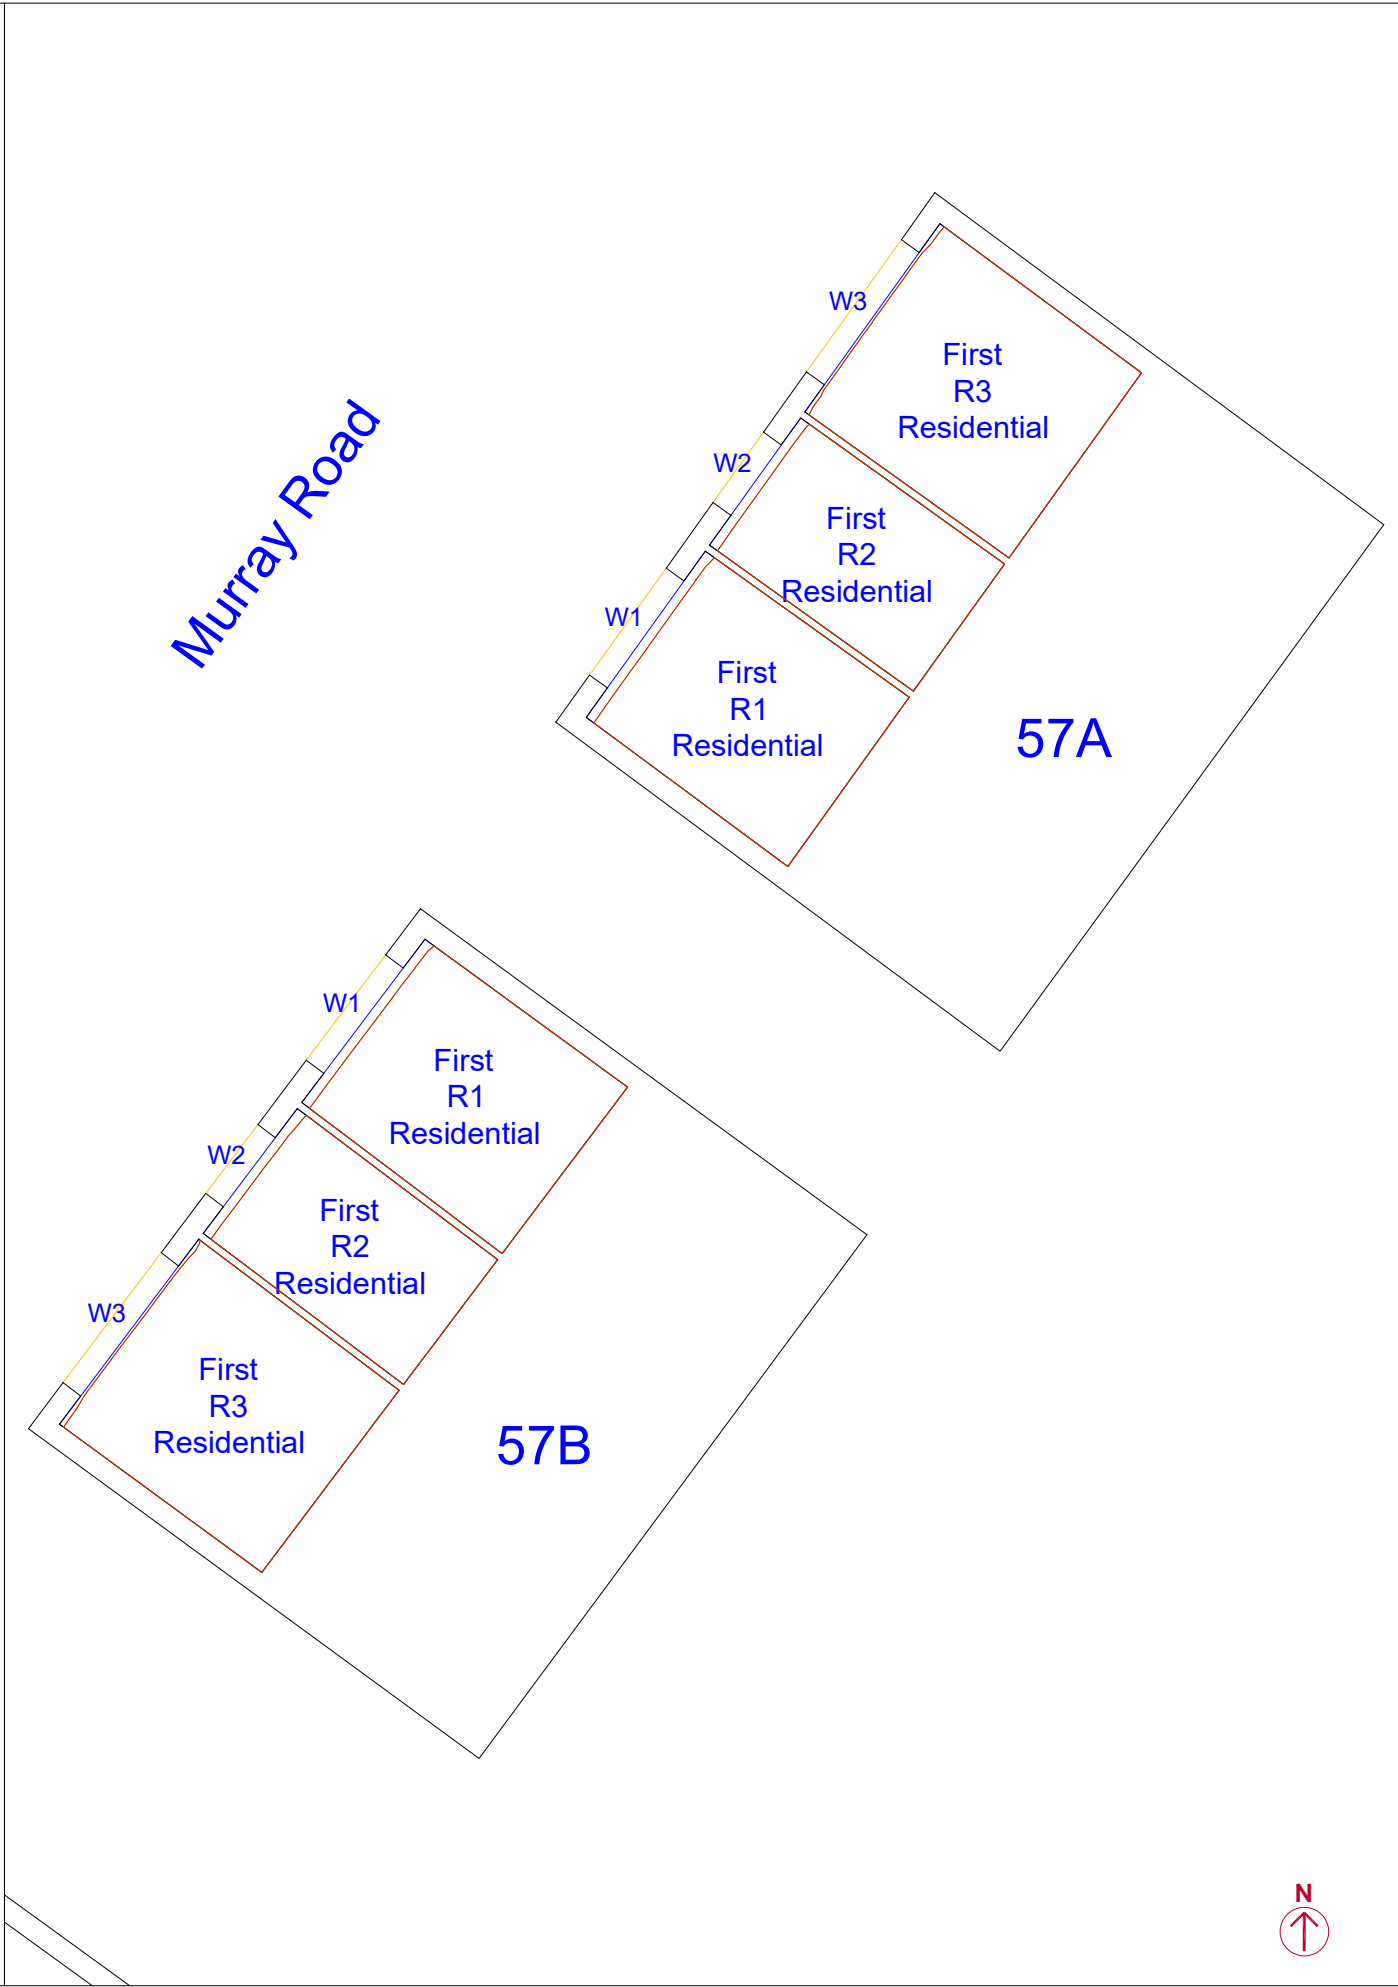 W3
First
R3
Residential
W2
First
R2
Residential
Murray Road
W1
First
R1
Residential
57A
W1
First
R1
Residential
W2
First
R2
Residential
W3
First
R3
Residential
57B
N